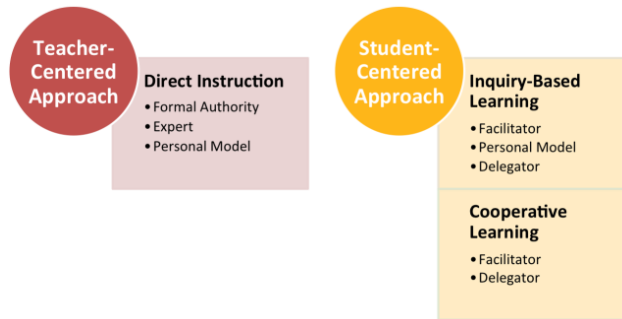 Teacher-
Centered
Approach
Direct Instruction
• Formal Authority
• Expert
• Personal Model
Student-
Centered
Approach
Inquiry-Based
Learning
• Facilitator
• Personal Model
• Delegator
Cooperative
Learning
• Facilitator
• Delegator